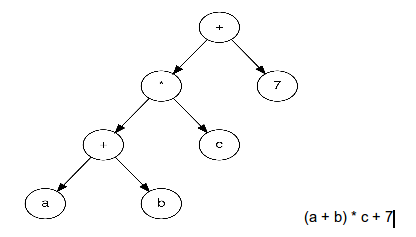 +
* 7
+ c
a b
(a + b) * c + 7